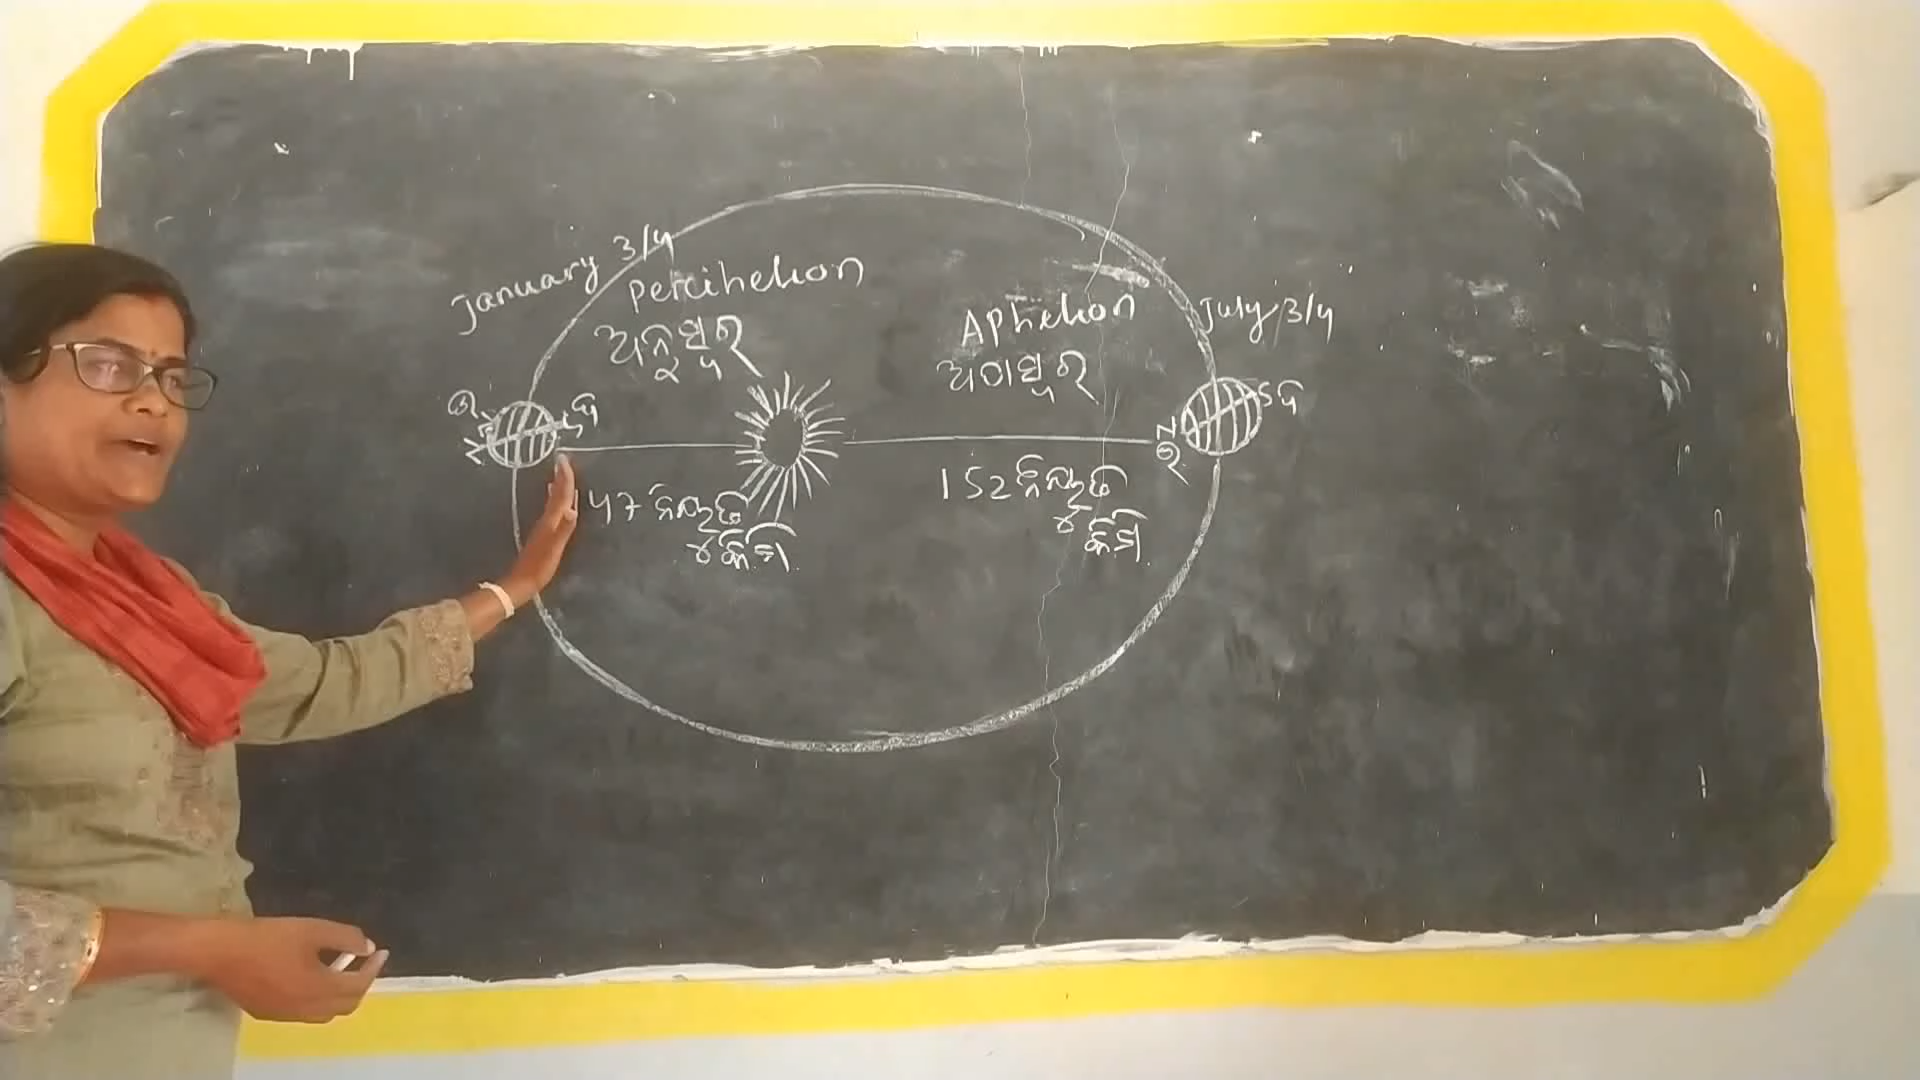 January 3/4
Perihelion
ଅନୁସୂର
Aphelion
July 3/4
ଅପସୂର
ଉ
N
ଦ
S ଦ
N
ଉ
147 ନିୟୁତ
କି.ମି.
152 ନିୟୁତ
କି.ମି.